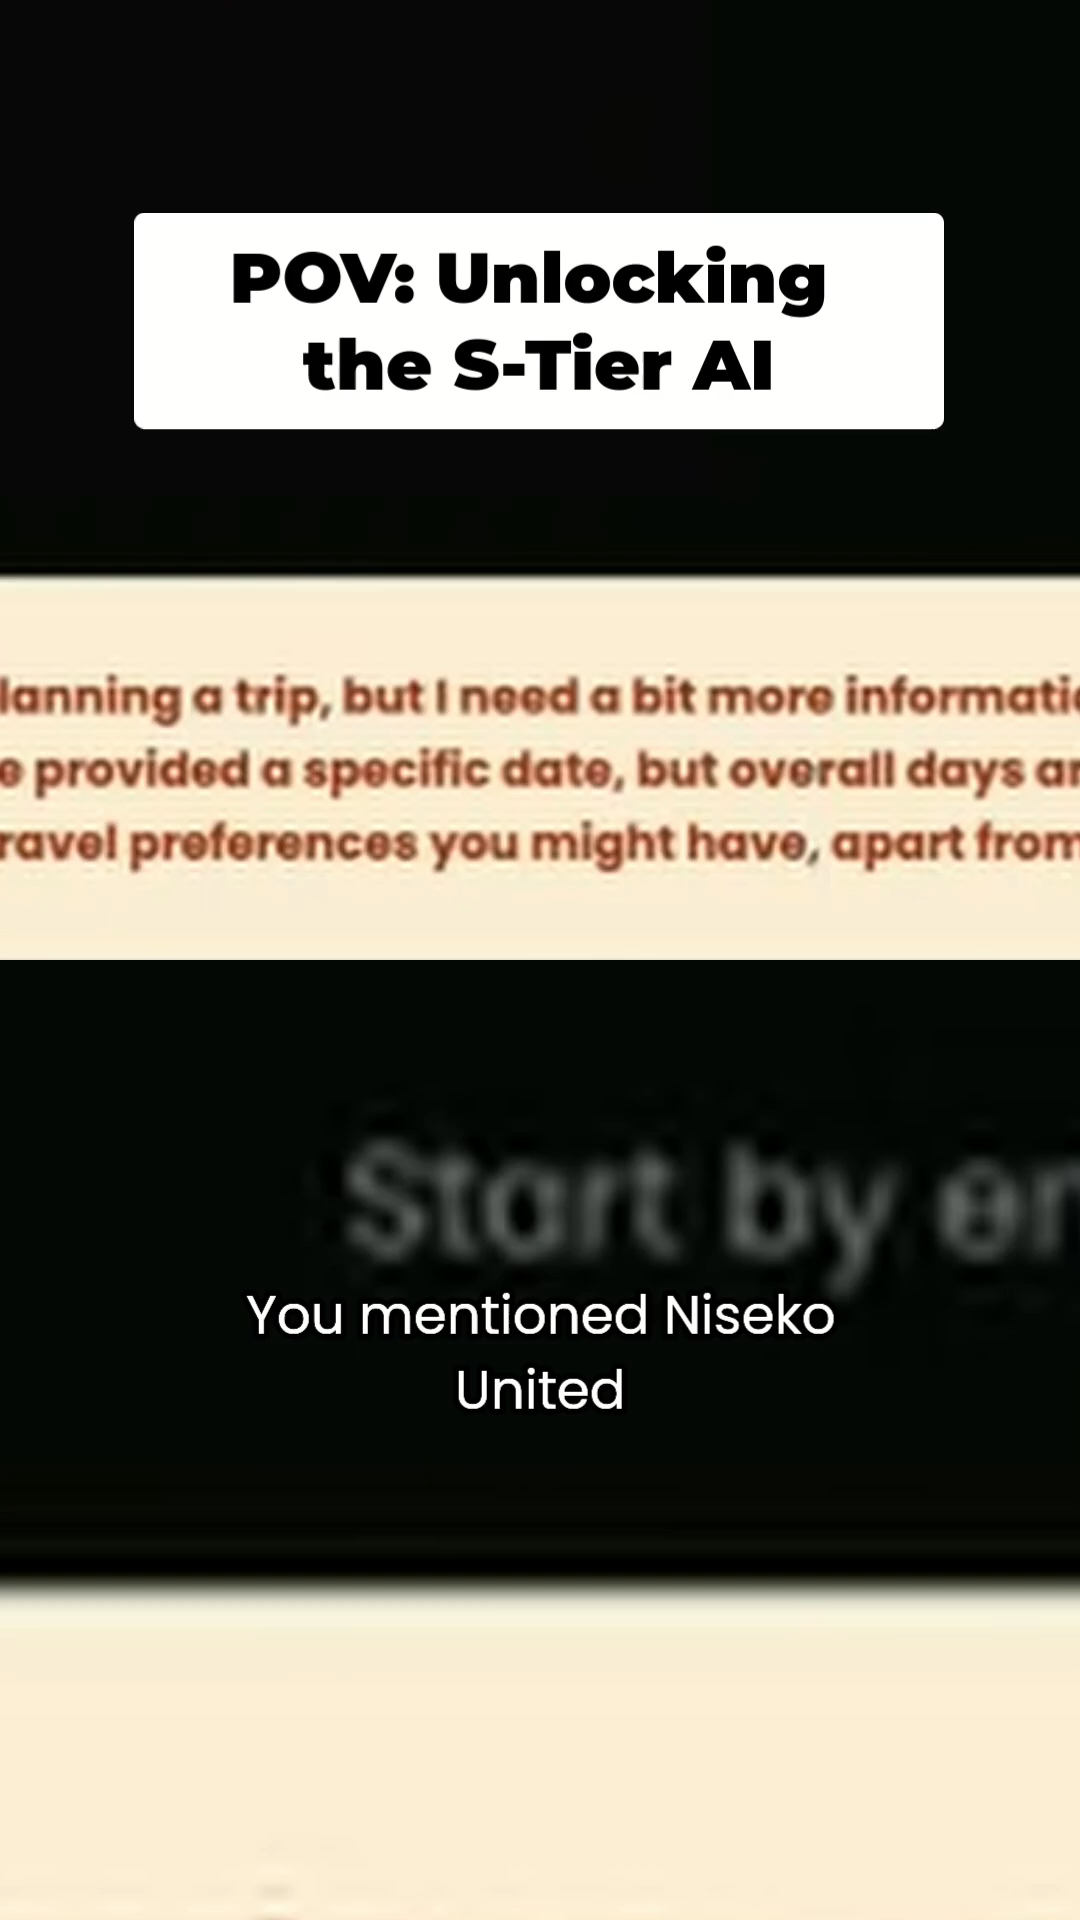 POV: Unlocking
the S-Tier AI
lanning a trip, but I need a bit more informati
e provided a specific date, but overall days ar
ravel preferences you might have, apart from
Start by en
You mentioned Niseko
United